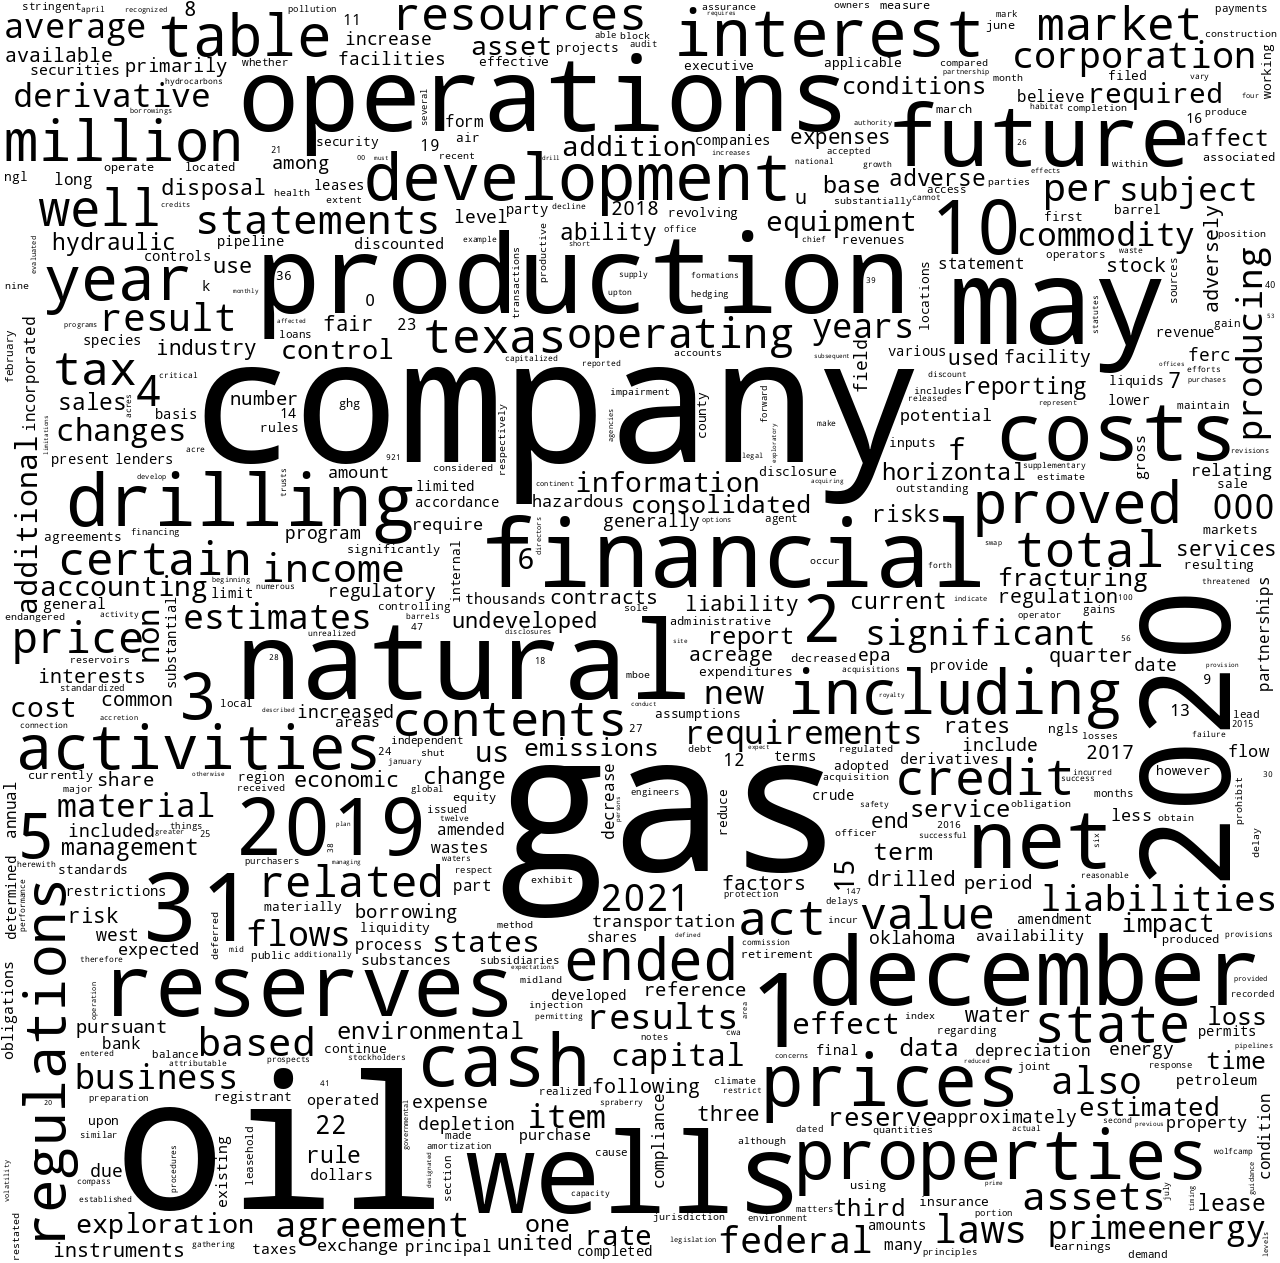 stringent april recognized 8 pollution resources assurance owners measure payments
average table 11 increase able block interest requires mark june market construction
available whether facilities asset projects audit effective executive applicable compared corporation
securities primarily hydrocarbons operations conditions partnership month filed vary working
derivative borrowings several believe required four
million 21 security form march authority future 16 produce
19 air addition companies expenses affect
ngl operate located among 00 must recent drill increases accepted national growth 26 within associated
long disposal health leases development u base adverse effects parties per subject
well credits extent party decline 2018 substantially cannot access habitat completion
statements level revolving equipment 10 first barrel adversely position
hydraulic pipeline discounted example ability office chief revenues commodity operators waste
evaluated controls use 36 production short statement stock sources producing
nine year k monthly transactions productive supply formations upton hedging 39 locations may 40
february programs result affected 0 fair 23 texas operating years statutes revenue gain 53
species loans capitalized accounts subsequent various used facility offices ferc
industry control reported field efforts
tax critical company impairment includes discount reporting liquids 7 purchases
incorporated sales acres 4 number ghg forward released represent lower maintain
limitations basis 14 county make potential costs
changes rules respectively agencies legal exploratory inputs f gross revisions
present lenders acre 921 considered continent acquiring disclosure horizontal supplementary estimate relating
additional develop trusts amount limited information outstanding sale
drilling accordance hazardous consolidated risks proved 000
agreements financing program require generally options agent markets
certain significantly internal directors financial swap total services
income 6 occur forth fracturing resulting
accounting beginning numerous limit regulatory thousands contracts sole liability current indicate regulation 100 threatened
general activity controlling barrels 47 administrative 2 operator gains
endangered estimates undeveloped significant 56 2020 partnerships
price non substantial unrealized disclosures site report
reservoirs 28 natural 18 acreage decreased epa quarter date provision
interests standardized mboe expenditures acquisitions provide 9
cost common 3 local described increased conduct new royalty including 13 lead
connection accretion areas contents 27 assumptions rates ngls losses 2015
activities 24 independent us emissions requirements include failure
january shut debt 12 expect terms regulated derivatives 2017 flow
currently otherwise region economic change gas adopted acquisition credit incurred success however 30
major share received global decrease engineers crude months
material equity persons reduce safety service obligation less obtain prohibit
annual things 2019 plan issued twelve officer 2016 end successful
5 included greater 25 38 amended net six delay
management wastes term
herewith purchasers managing waters reasonable
standards related respect exhibit factors 15 drilled period liabilities
determined performance restrictions 31 part 2021 protection 147
regulations materially borrowing delays act value amendment impact
risk west deferred flows liquidity method transportation incur
expected mid process states shares defined commission oklahoma availability produced provisions
therefore public additionally substances subsidiaries ended retirement december
obligations operation reserves expectations midland reference provided recorded
developed 1
injection permitting results area effect index water state loss
pursuant environmental notes cwa regarding permits
bank entered balance based continue cash capital concerns final data depreciation energy pipelines
attributable prospects stockholders reduced joint response time
business registrant realized following climate prices also petroleum
20 preparation 41 operated expense restrict
oil spraberry compliance three reserve approximately estimated
upon 22 governmental depletion item second previous property condition
similar made purchase although dated quantities actual
procedures existing leasehold rule amortization cause wells properties wolfcamp
volatility due compass dollars designated section capacity using prime guidance
established matters third insurance assets july timing lease
restated exploration agreement one jurisdiction environment portion
instruments gathering taxes exchange principal united rate completed legislation federal amounts many principles laws earnings primeenergy demand levels